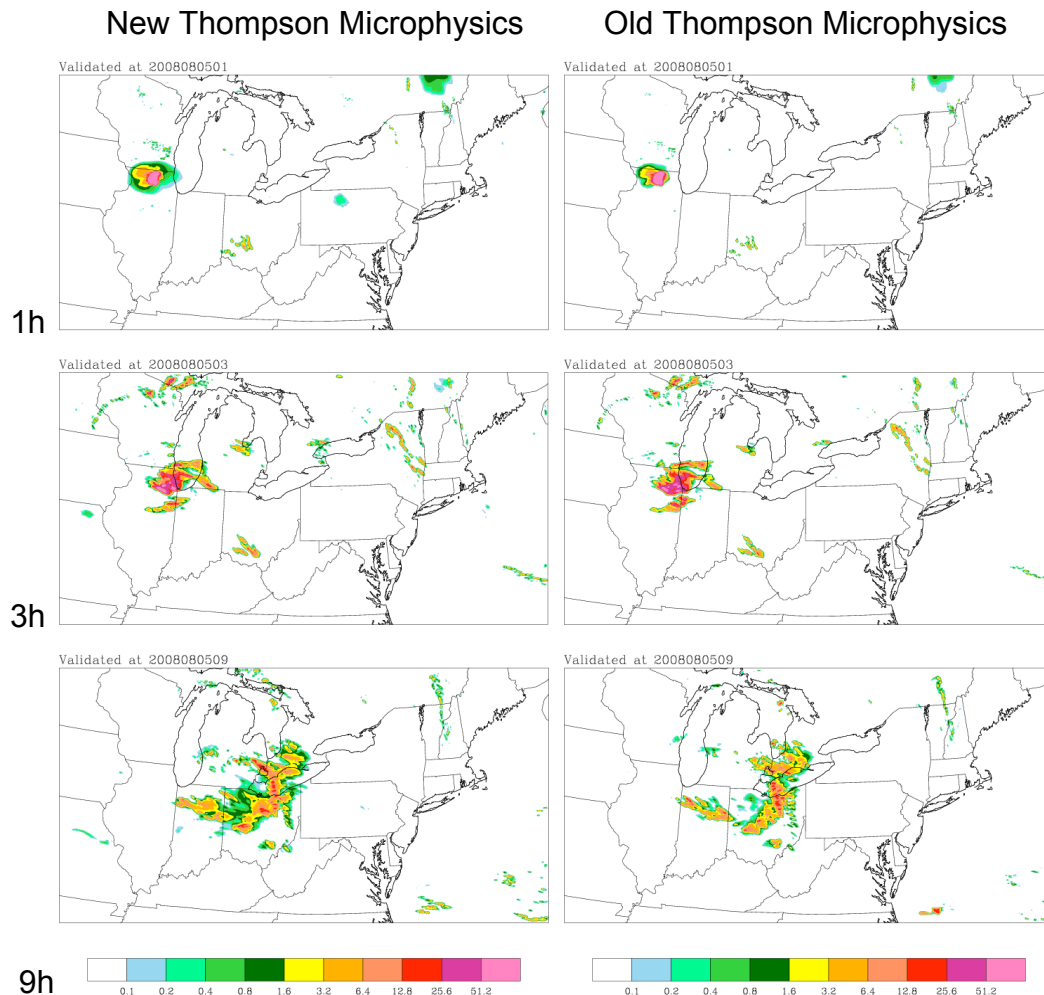 New Thompson Microphysics
Old Thompson Microphysics
Validated at 2008080501
Validated at 2008080501
1h
Validated at 2008080503
Validated at 2008080503
3h
Validated at 2008080509
Validated at 2008080509
9h
0.1 0.2 0.4 0.8 1.6 3.2 6.4 12.8 25.6 51.2
0.1 0.2 0.4 0.8 1.6 3.2 6.4 12.8 25.6 51.2